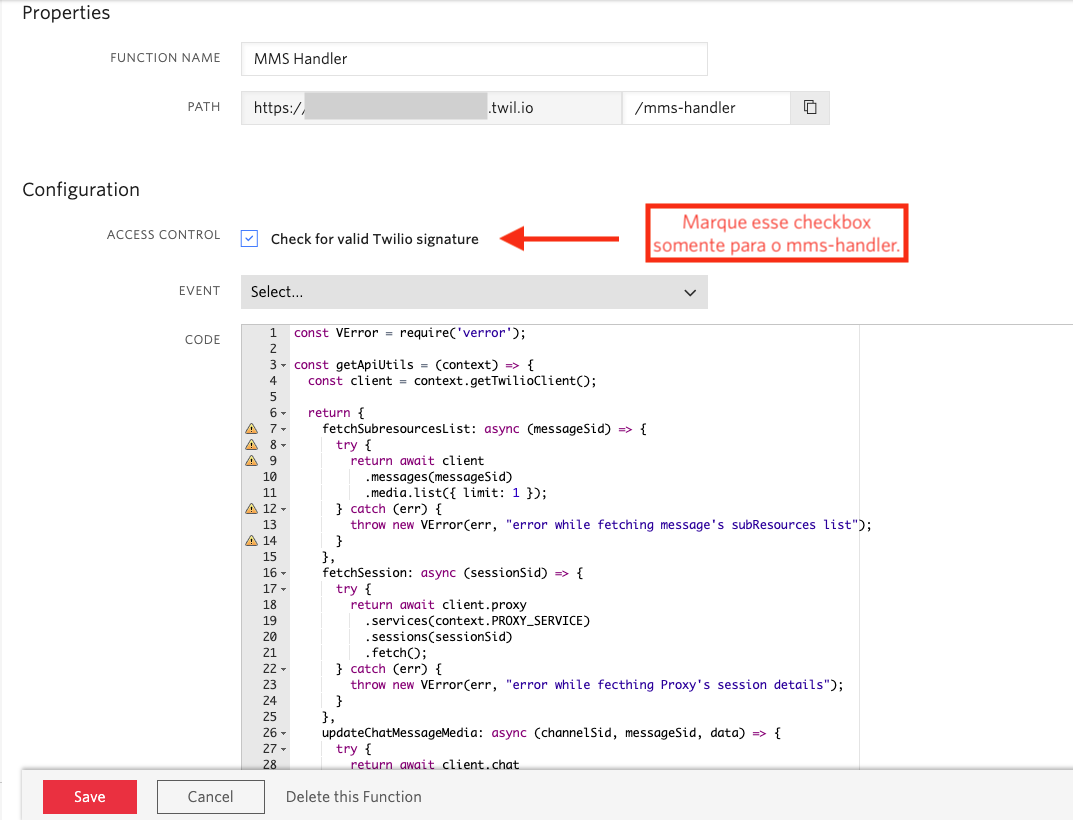 Properties
FUNCTION NAME
MMS Handler
PATH
https:// .twil.io /mms-handler
Configuration
ACCESS CONTROL
Check for valid Twilio signature
Marque esse checkbox
somente para o mms-handler.
EVENT
Select...
CODE
1 const VError = require('verror');
2
3 const getApiUtils = (context) => {
4 const client = context.getTwilioClient();
5
6 return {
7 fetchSubresourcesList: async (messageSid) => {
8 try {
9 return await client
10 .messages(messageSid)
11 .media.list({ limit: 1 });
12 } catch (err) {
13 throw new VError(err, "error while fetching message's subResources list");
14 }
15 },
16 fetchSession: async (sessionSid) => {
17 try {
18 return await client.proxy
19 .services(context.PROXY_SERVICE)
20 .sessions(sessionSid)
21 .fetch();
22 } catch (err) {
23 throw new VError(err, "error while fecthing Proxy's session details");
24 }
25 },
26 updateChatMessageMedia: async (channelSid, messageSid, data) => {
27 try {
28 return await client.chat
Save
Cancel
Delete this Function